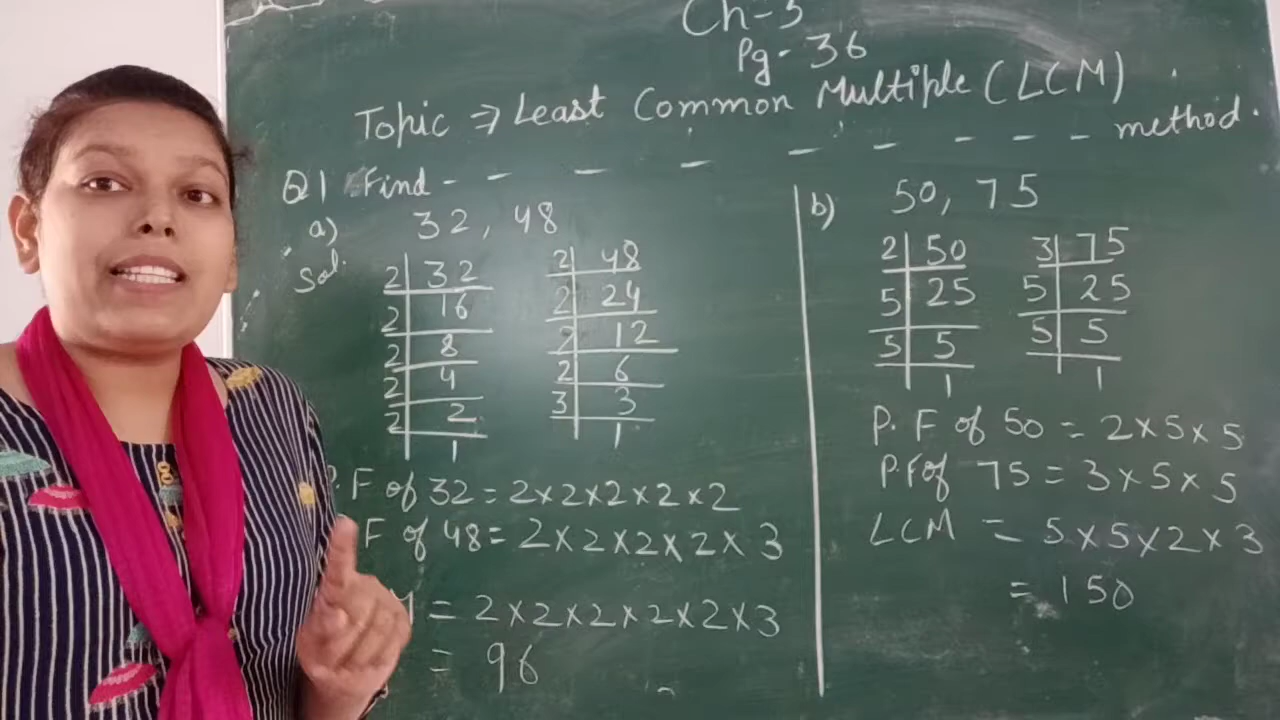 Ch-3
Pg-36
Topic ⇒ Least Common Multiple (LCM)
Q1 Find - - - - - - - - - method.
a) 32, 48
Sol.
2 32 2 48
2 16 2 24
2 8 2 12
2 4 2 6
2 2 3 3
1 1
F of 32 = 2×2×2×2×2
F of 48 = 2×2×2×2×3
M = 2×2×2×2×2×3
= 96
b) 50, 75
2 50 3 75
5 25 5 25
5 5 5 5
1 1
P.F of 50 = 2×5×5
P.F of 75 = 3×5×5
LCM = 5×5×2×3
= 150